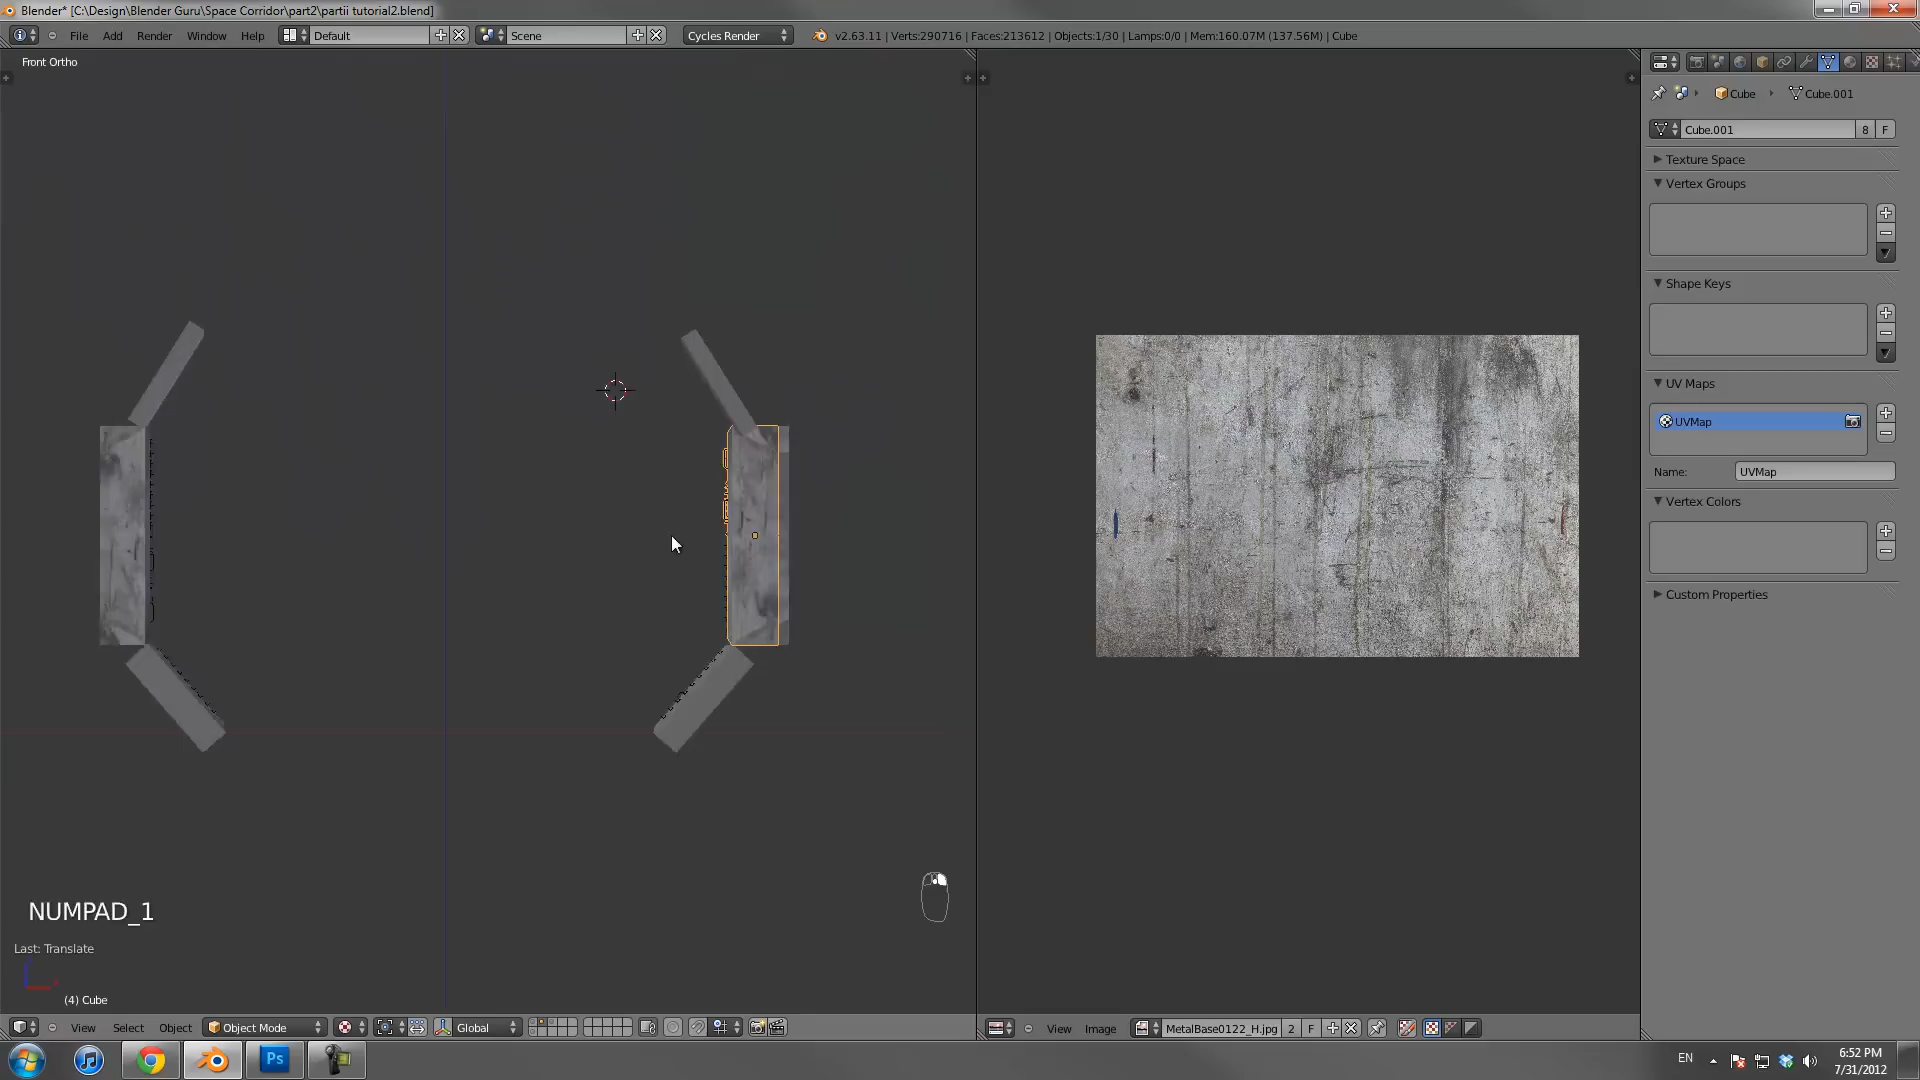 Blender* [C:\Design\Blender Guru\Space Corridor\part2\partii tutorial2.blend]
File Add Render Window Help Default Scene Cycles Render v2.63.11 | Verts:290716 | Faces:213612 | Objects:1/30 | Lamps:0/0 | Mem:160.07M (137.56M) | Cube
Front Ortho
Cube Cube.001
Cube.001 8 F
Texture Space
Vertex Groups
Shape Keys
UV Maps
UVMap
Name: UVMap
Vertex Colors
Custom Properties
NUMPAD_1
Last: Translate
(4) Cube
View Select Object Object Mode Global
View Image MetalBase0122_H.jpg 2 F
Ps
EN
6:52 PM
7/31/2012